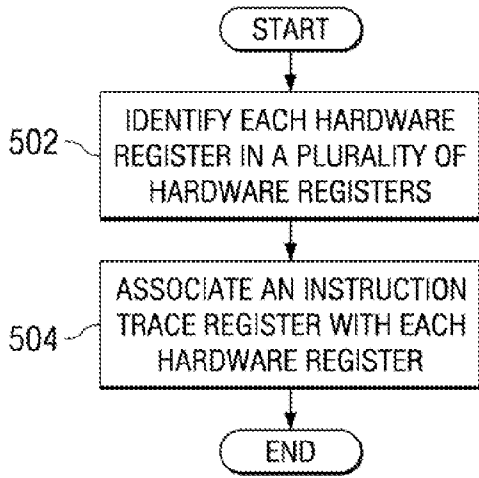 START
502
IDENTIFY EACH HARDWARE
REGISTER IN A PLURALITY OF
HARDWARE REGISTERS
504
ASSOCIATE AN INSTRUCTION
TRACE REGISTER WITH EACH
HARDWARE REGISTER
END